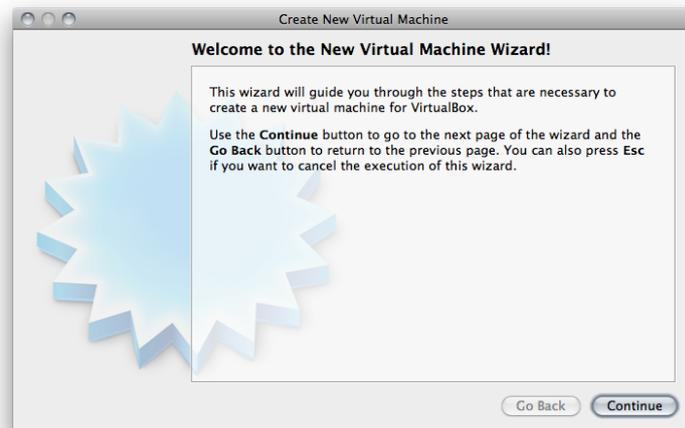 Create New Virtual Machine
Welcome to the New Virtual Machine Wizard!
This wizard will guide you through the steps that are necessary to
create a new virtual machine for VirtualBox.
Use the Continue button to go to the next page of the wizard and the
Go Back button to return to the previous page. You can also press Esc
if you want to cancel the execution of this wizard.
Go Back
Continue